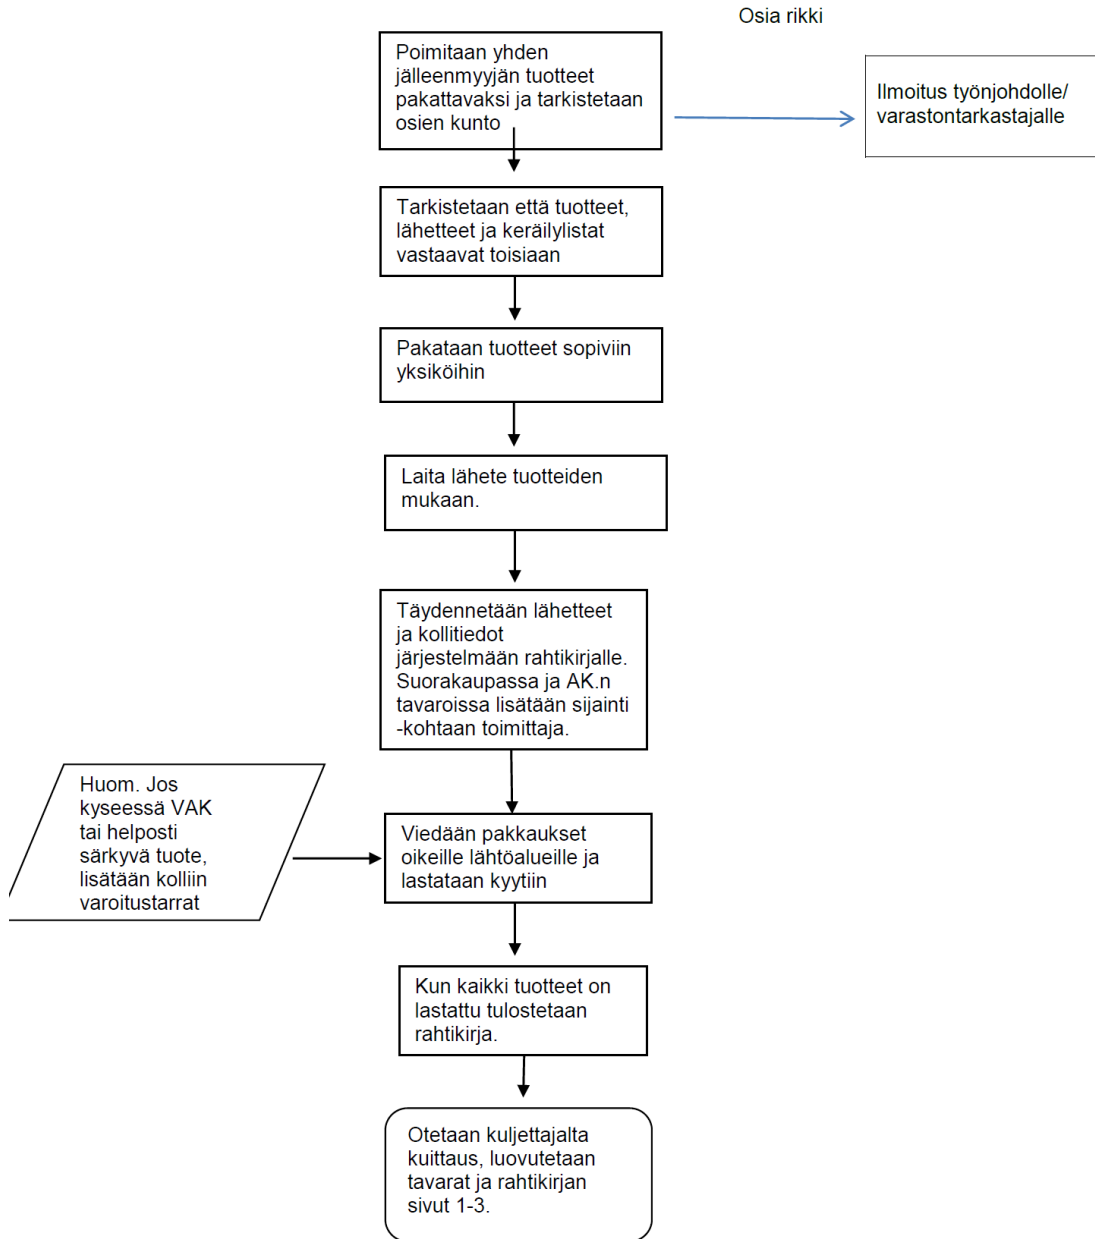 Osia rikki
Poimitaan yhden
jälleenmyyjän tuotteet
pakattavaksi ja tarkistetaan
osien kunto
Ilmoitus työnjohdolle/
varastontarkastajalle
Tarkistetaan että tuotteet,
lähetteet ja keräilylistat
vastaavat toisiaan
Pakataan tuotteet sopiviin
yksiköihin
Laita lähete tuotteiden
mukaan.
Täydennetään lähetteet
ja kollitiedot
järjestelmään rahtikirjalle.
Suorakaupassa ja AK.n
tavaroissa lisätään sijainti
-kohtaan toimittaja.
Huom. Jos
kyseessä VAK
tai helposti
särkyvä tuote,
lisätään kolliin
varoitustarrat
Viedään pakkaukset
oikeille lähtöalueille ja
lastataan kyytiin
Kun kaikki tuotteet on
lastattu tulostetaan
rahtikirja.
Otetaan kuljettajalta
kuittaus, luovutetaan
tavarat ja rahtikirjan
sivut 1-3.